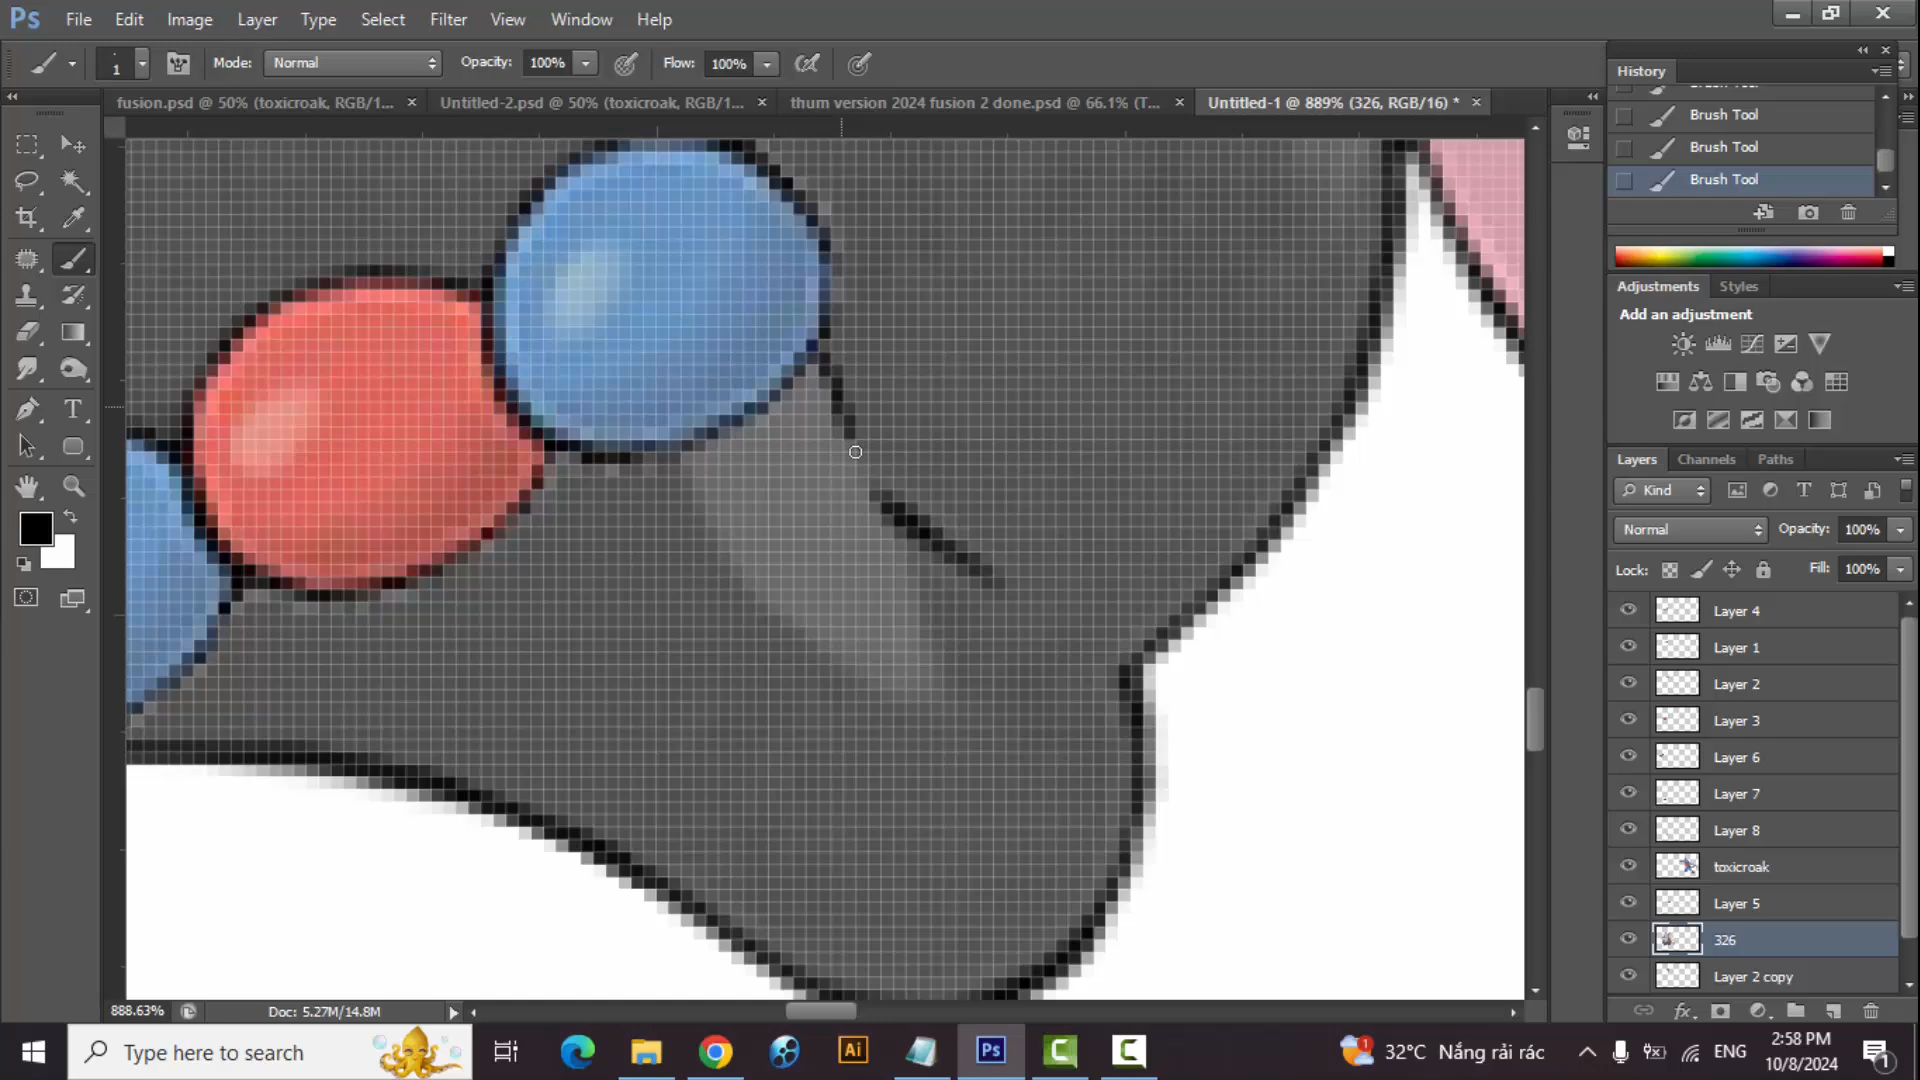 Ps File Edit Image Layer Type Select Filter View Window Help
1 Mode: Normal Opacity: 100% Flow: 100%
fusion.psd @ 50% (toxicroak, RGB/1... × Untitled-2.psd @ 50% (toxicroak, RGB/1... × thum version 2024 fusion 2 done.psd @ 66.1% (T... × Untitled-1 @ 889% (326, RGB/16) * ×
History
Brush Tool
Brush Tool
Brush Tool
Adjustments Styles
Add an adjustment
Layers Channels Paths
Kind
Normal Opacity: 100%
Lock: Fill: 100%
Layer 4
Layer 1
Layer 2
Layer 3
Layer 6
Layer 7
Layer 8
toxicroak
Layer 5
326
Layer 2 copy
888.63% Doc: 5.27M/14.8M
Type here to search Ai Ps 32°C Nắng rải rác ENG 2:58 PM
10/8/2024